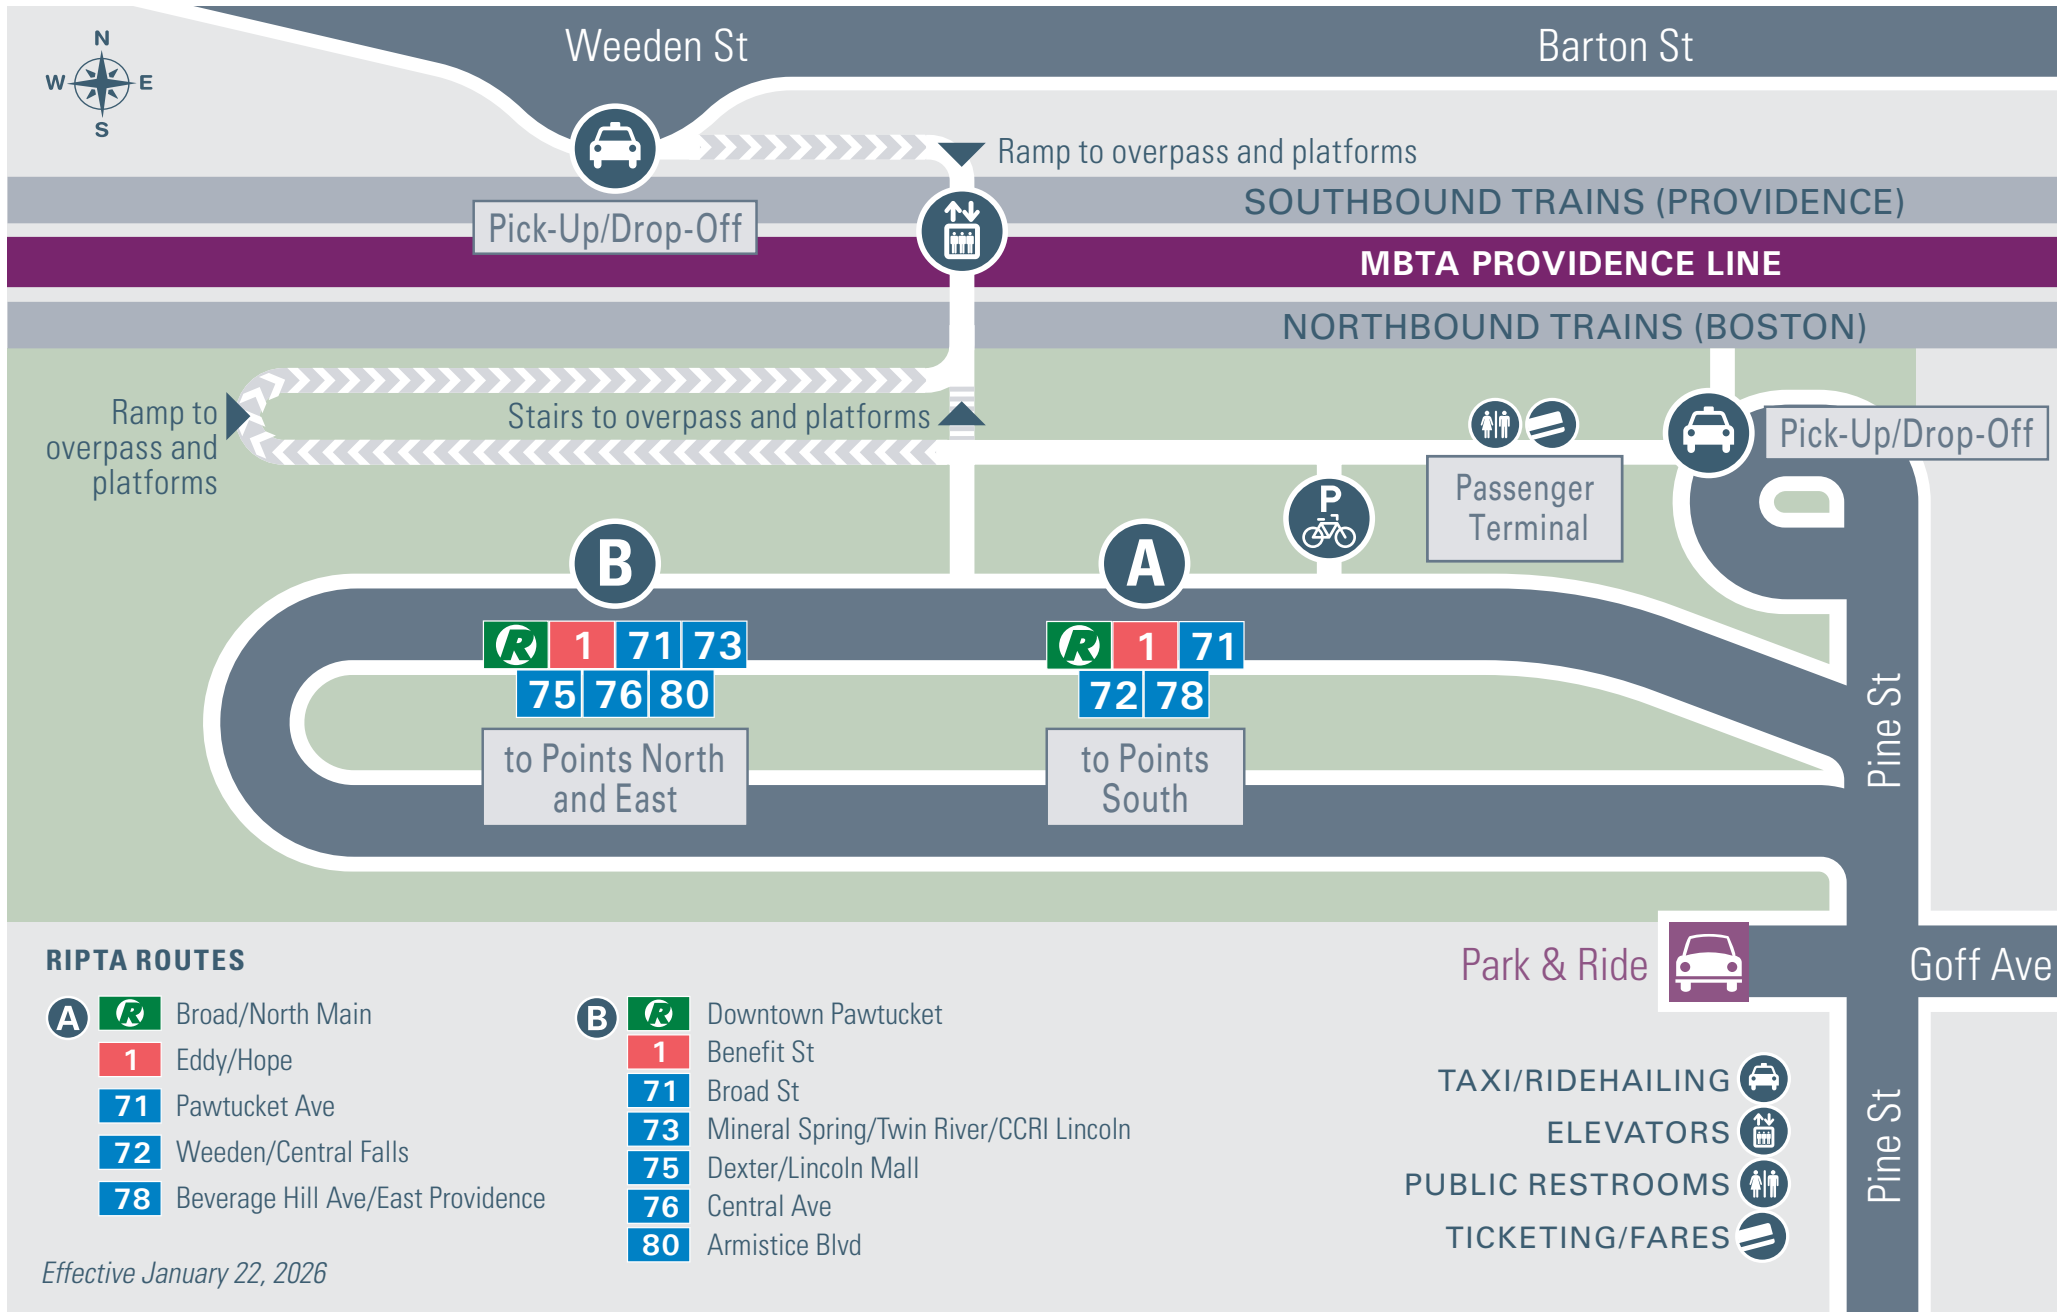 N
W E
S
Weeden St
Barton St
Ramp to overpass and platforms
SOUTHBOUND TRAINS (PROVIDENCE)
Pick-Up/Drop-Off
MBTA PROVIDENCE LINE
NORTHBOUND TRAINS (BOSTON)
Ramp to
overpass and
platforms
Stairs to overpass and platforms
Pick-Up/Drop-Off
Passenger
Terminal
P
B
A
R 1 71 73
75 76 80
to Points North
and East
R 1 71
72 78
to Points
South
Pine St
Park & Ride
Goff Ave
Pine St
RIPTA ROUTES
A R Broad/North Main
1 Eddy/Hope
71 Pawtucket Ave
72 Weeden/Central Falls
78 Beverage Hill Ave/East Providence
B R Downtown Pawtucket
1 Benefit St
71 Broad St
73 Mineral Spring/Twin River/CCRI Lincoln
75 Dexter/Lincoln Mall
76 Central Ave
80 Armistice Blvd
TAXI/RIDEHAILING
ELEVATORS
PUBLIC RESTROOMS
TICKETING/FARES
Effective January 22, 2026